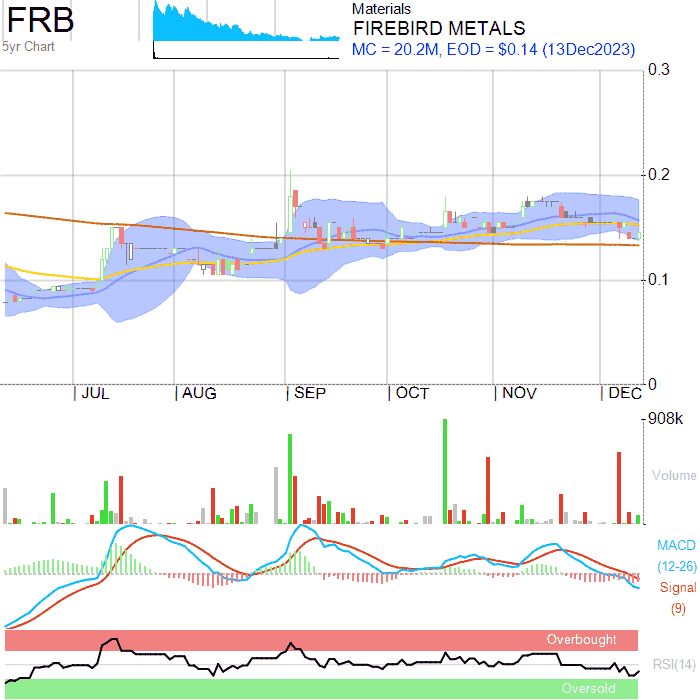 FRB
5yr Chart
Materials
FIREBIRD METALS
MC = 20.2M, EOD = $0.14 (13Dec2023)
0.3
0.2
0.1
0
JUL
AUG
SEP
OCT
NOV
DEC
908k
Volume
MACD
(12-26)
Signal
(9)
Overbought
RSI(14)
Oversold